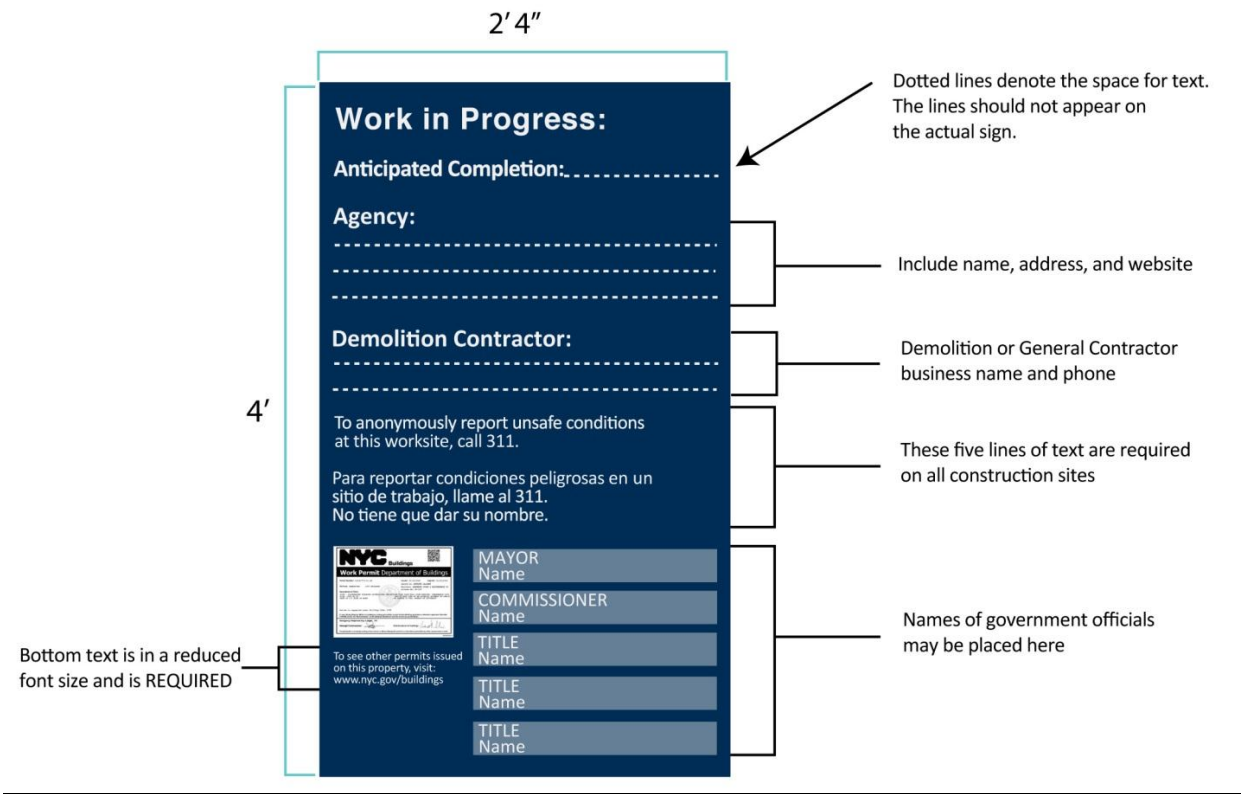 2’ 4”
4’
Work in Progress:
Anticipated Completion:
Agency:
Demolition Contractor:
To anonymously report unsafe conditions
at this worksite, call 311.
Para reportar condiciones peligrosas en un
sitio de trabajo, llame al 311.
No tiene que dar su nombre.
NYC Buildings
Work Permit Department of Buildings
To see other permits issued
on this property, visit:
www.nyc.gov/buildings
MAYOR
Name
COMMISSIONER
Name
TITLE
Name
TITLE
Name
TITLE
Name
Dotted lines denote the space for text.
The lines should not appear on
the actual sign.
Include name, address, and website
Demolition or General Contractor
business name and phone
These five lines of text are required
on all construction sites
Names of government officials
may be placed here
Bottom text is in a reduced
font size and is REQUIRED